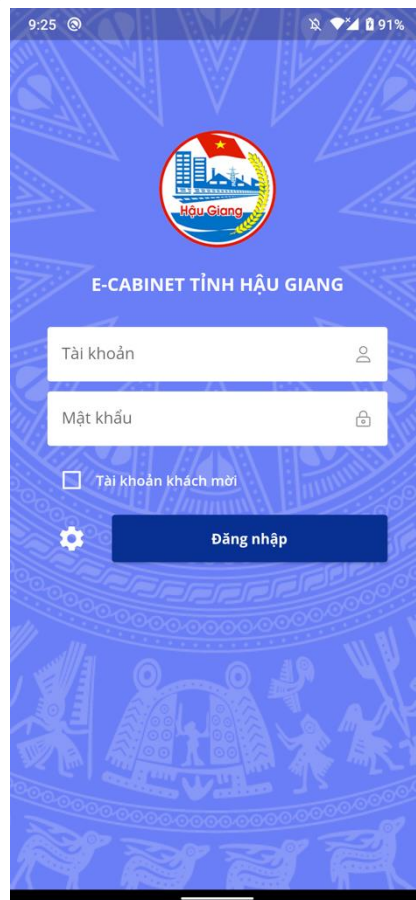 9:25
91%
Hậu Giang
E-CABINET TỈNH HẬU GIANG
Tài khoản
Mật khẩu
Tài khoản khách mời
Đăng nhập